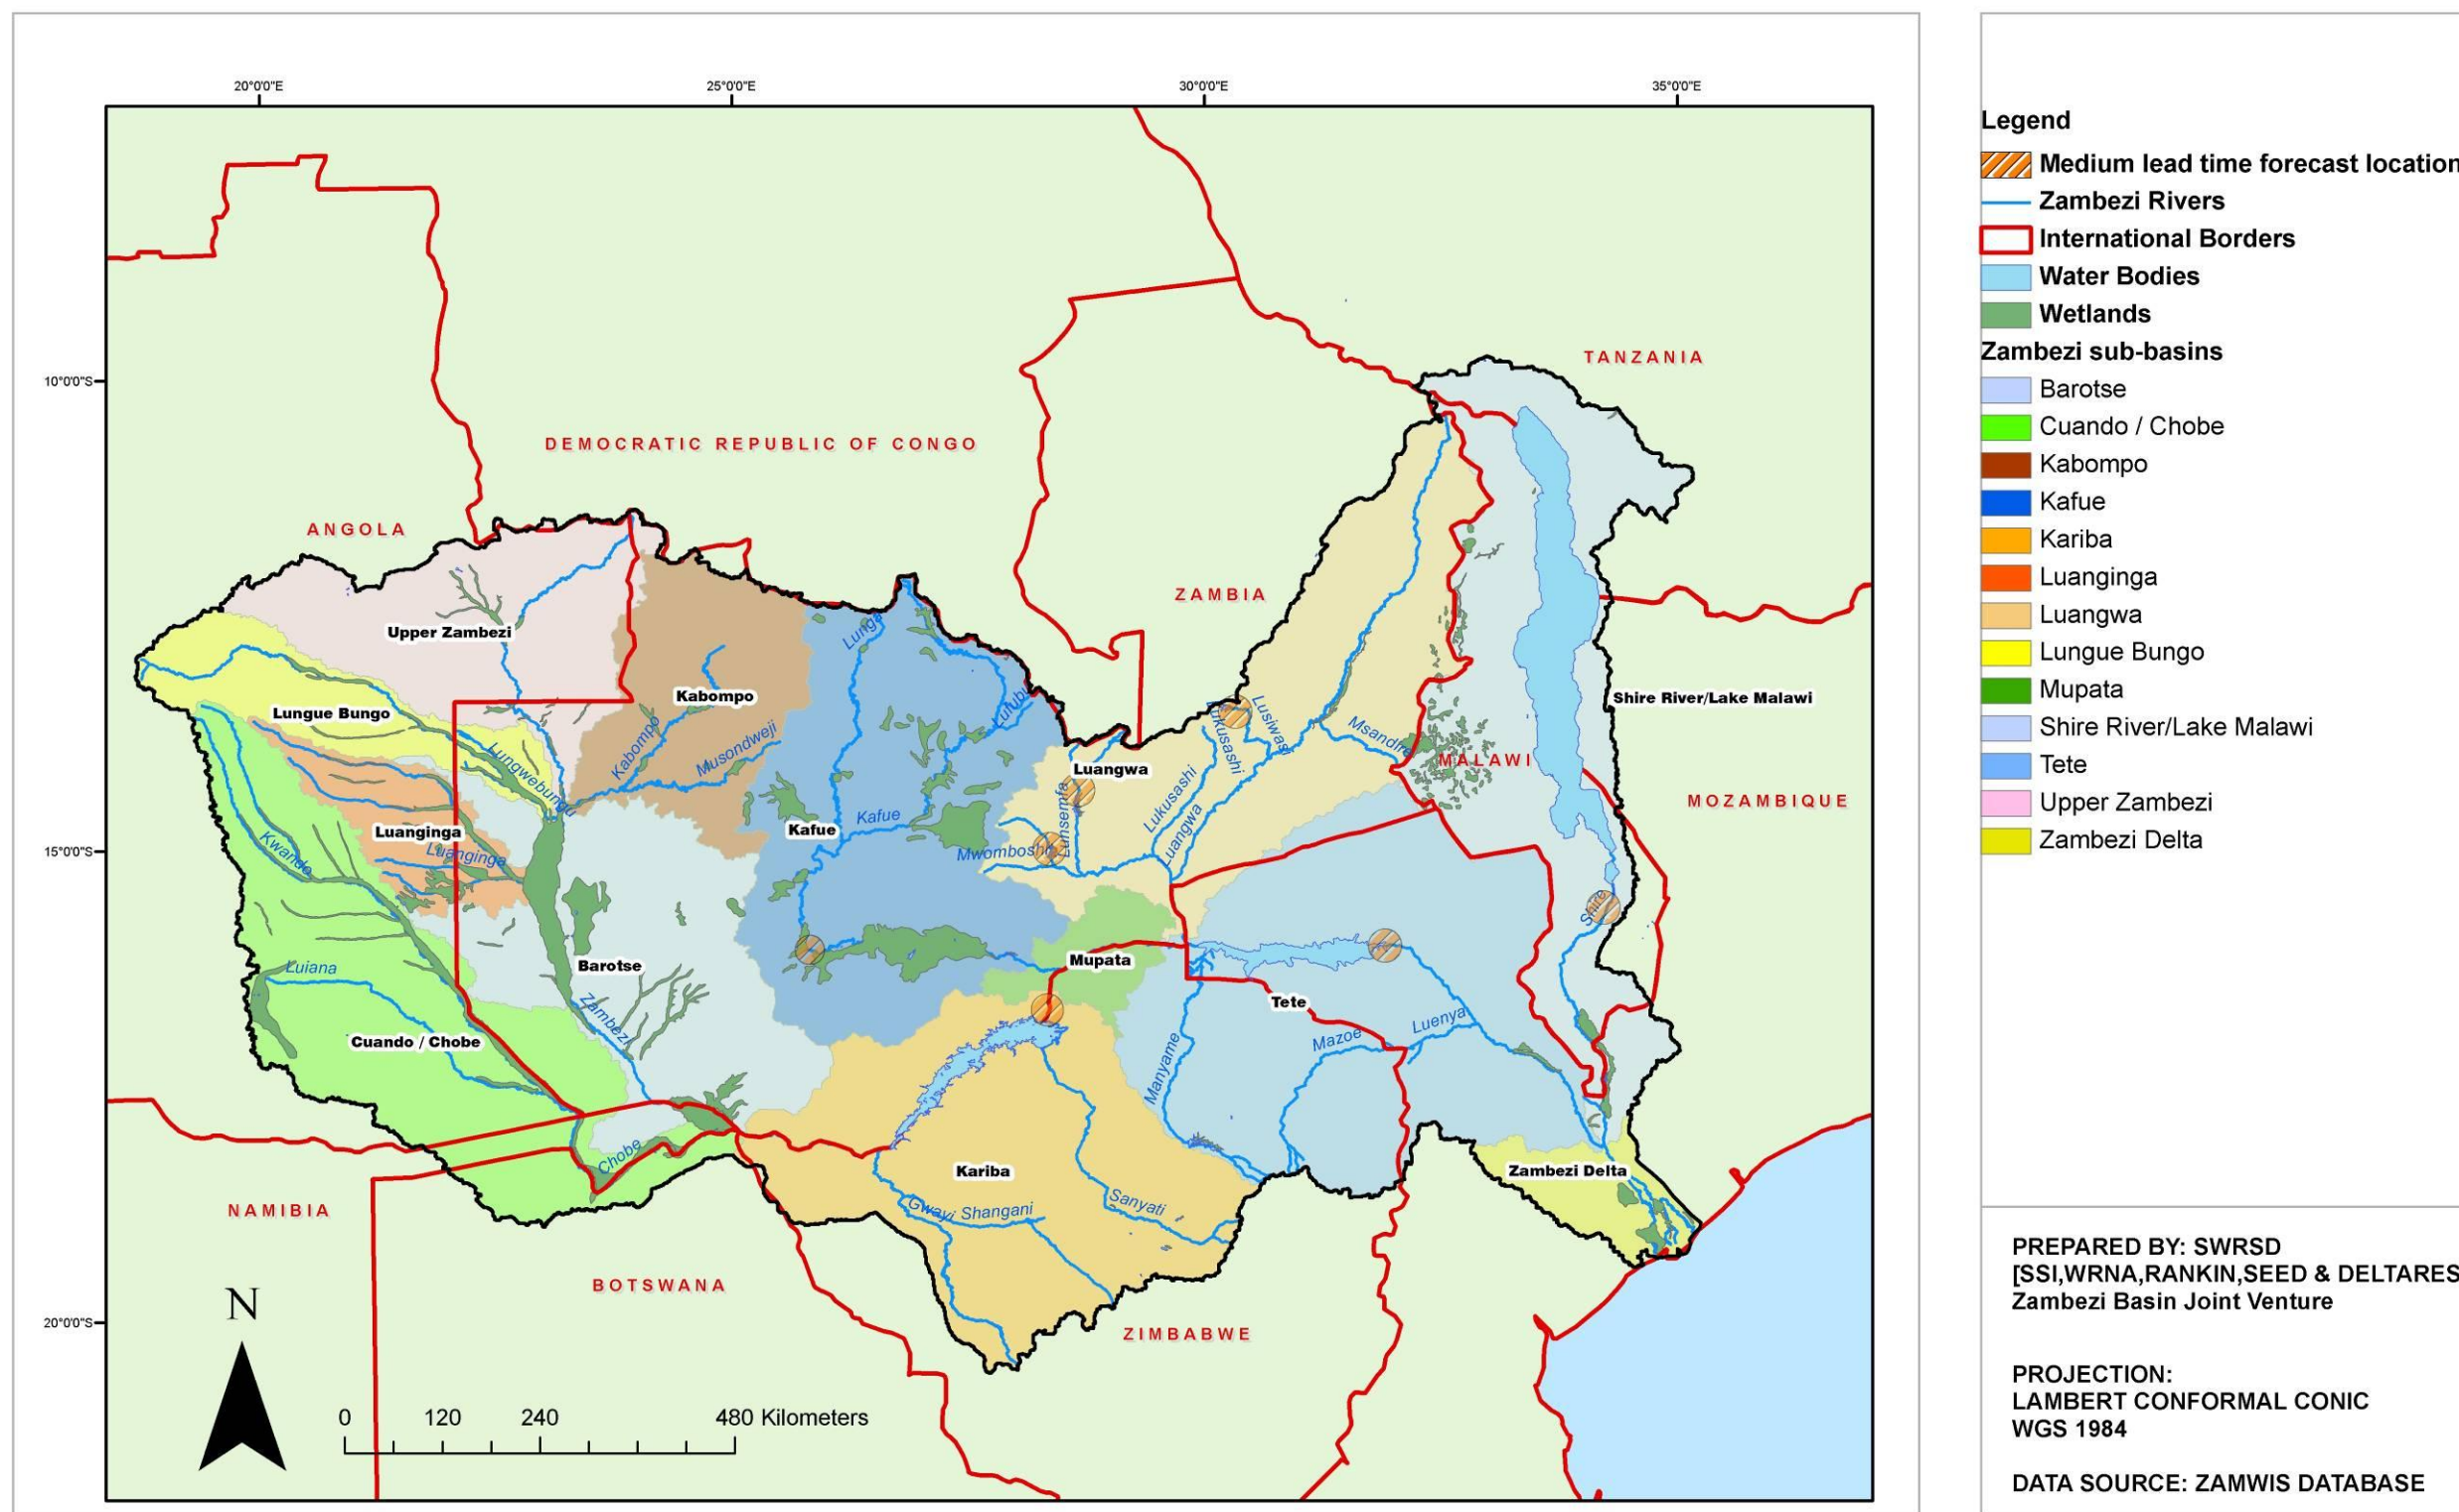 20°0'0"E
25°0'0"E
30°0'0"E
35°0'0"E
10°0'0"S
15°0'0"S
20°0'0"S
TANZANIA
DEMOCRATIC REPUBLIC OF CONGO
ANGOLA
ZAMBIA
Upper Zambezi
Lunga
Kabompo
Lufubu
Shire River/Lake Malawi
Lungue Bungo
Lukusashi
Lusiwasi
Msandire
Kabompo
Musondweji
Lungwebungu
Luangwa
MALAWI
MOZAMBIQUE
Lunsemfa
Lukusashi
Luangwa
Luanginga
Kafue
Kafue
Kwando
Luanginga
Mwomboshi
Shire
Luiana
Barotse
Mupata
Tete
Zambezi
Cuando / Chobe
Manyame
Mazoe
Luenya
Chobe
Kariba
Zambezi Delta
NAMIBIA
Gwayi Shangani
Sanyati
BOTSWANA
ZIMBABWE
N
0 120 240 480 Kilometers
Legend
Medium lead time forecast location
Zambezi Rivers
International Borders
Water Bodies
Wetlands
Zambezi sub-basins
Barotse
Cuando / Chobe
Kabompo
Kafue
Kariba
Luanginga
Luangwa
Lungue Bungo
Mupata
Shire River/Lake Malawi
Tete
Upper Zambezi
Zambezi Delta
PREPARED BY: SWRSD
[SSI,WRNA,RANKIN,SEED & DELTARES
Zambezi Basin Joint Venture
PROJECTION:
LAMBERT CONFORMAL CONIC
WGS 1984
DATA SOURCE: ZAMWIS DATABASE